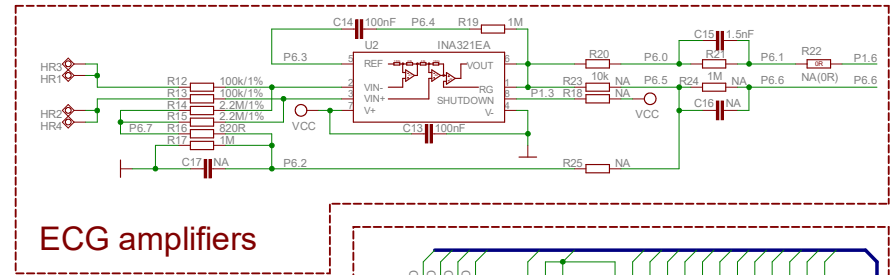 C14 100nF P6.4 R19 1M
C15 1.5nF
U2 INA321EA
HR3
HR1
P6.3 5 REF VOUT 6 R20 P6.0 R21 P6.1 R22 P1.6
R12 100k/1% 2 VIN- RG 1 R23 10k NA P6.5 R24 1M NA P6.6 0R NA(0R) P6.6
R13 100k/1% 3 VIN+ SHUTDOWN 8 P1.3 R18 NA
HR2
HR4
R14 2.2M/1% 7 V+ V- 4
R15 2.2M/1%
VCC
VCC
C16 NA
P6.7 R16 820R
C13 100nF
R17 1M
C17 NA P6.2 R25 NA
ECG amplifiers